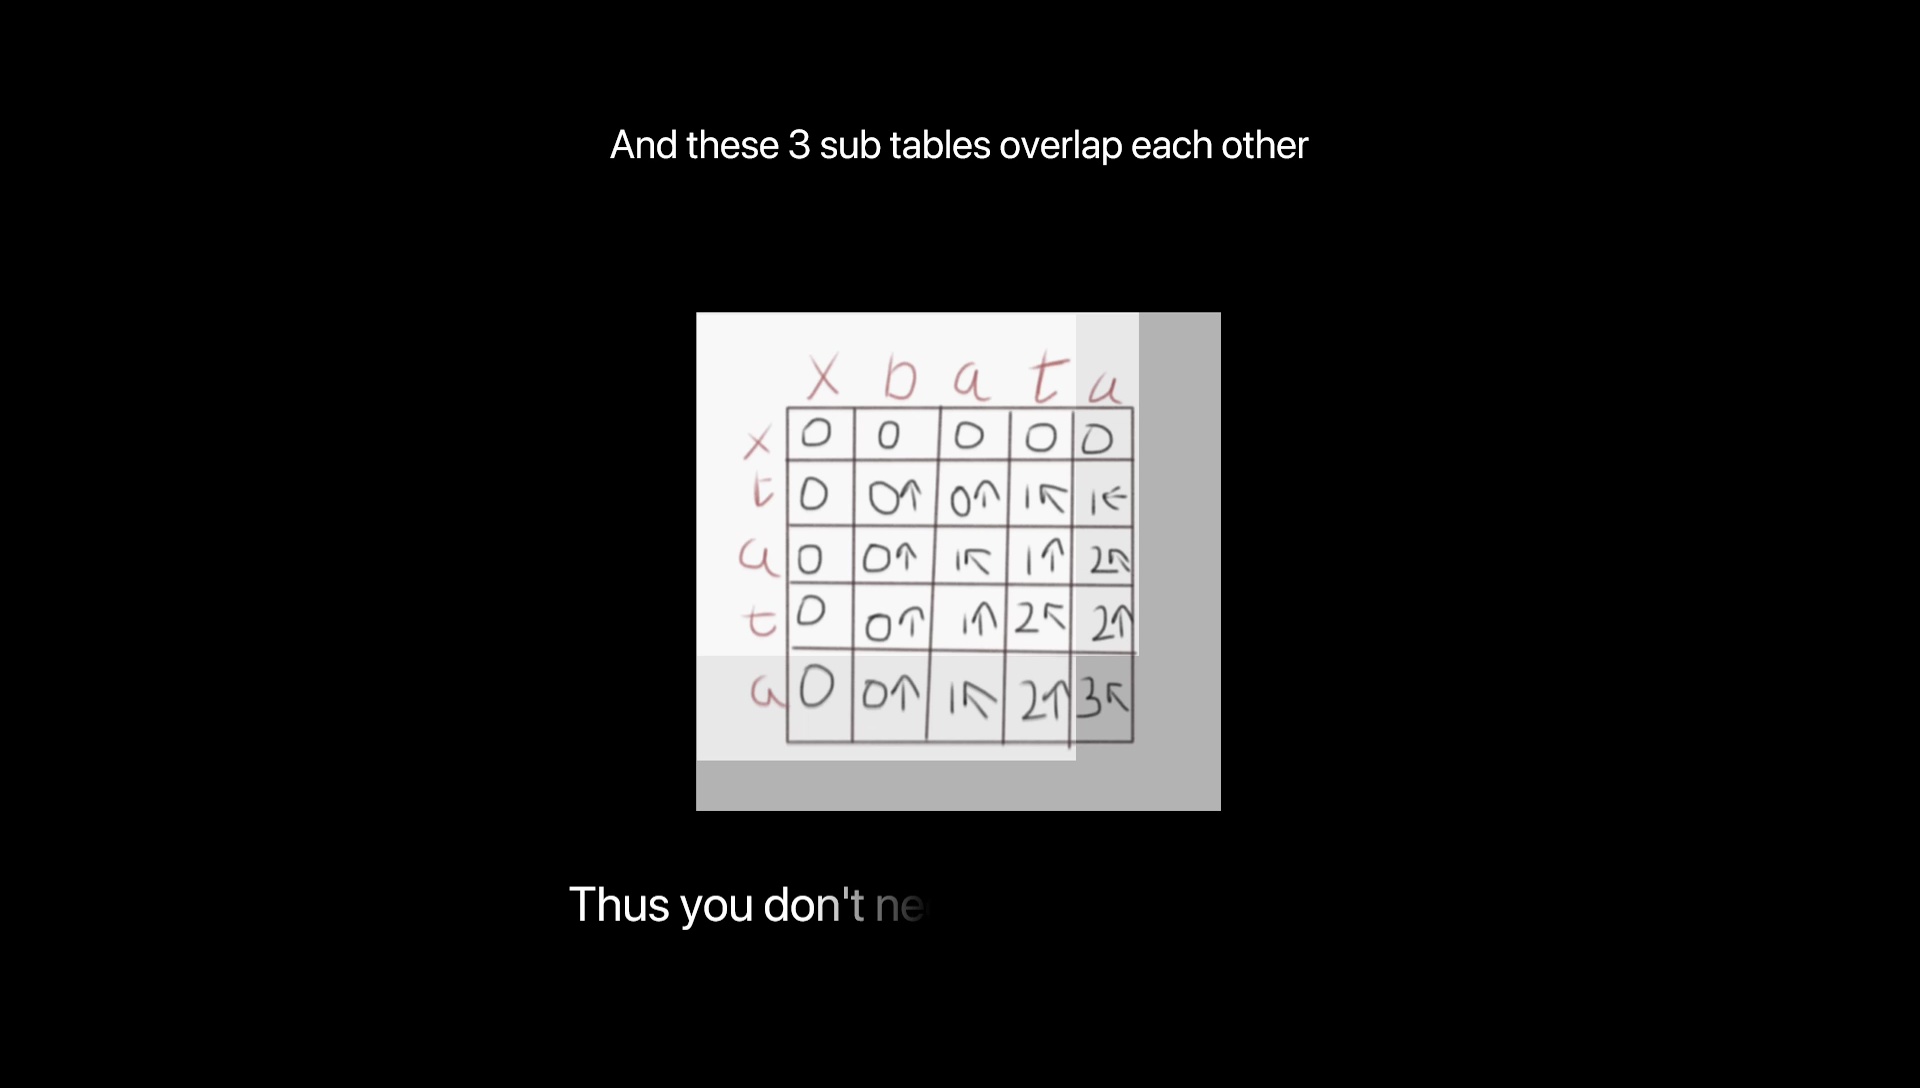 And these 3 sub tables overlap each other
x b a t a
x 0 0 0 0 0
t 0 0↑ 0↑ 1↖ 1←
a 0 0↑ 1↖ 1↑ 2↖
t 0 0↑ 1↑ 2↖ 2↑
a 0 0↑ 1↖ 2↑ 3↖
Thus you don't ne